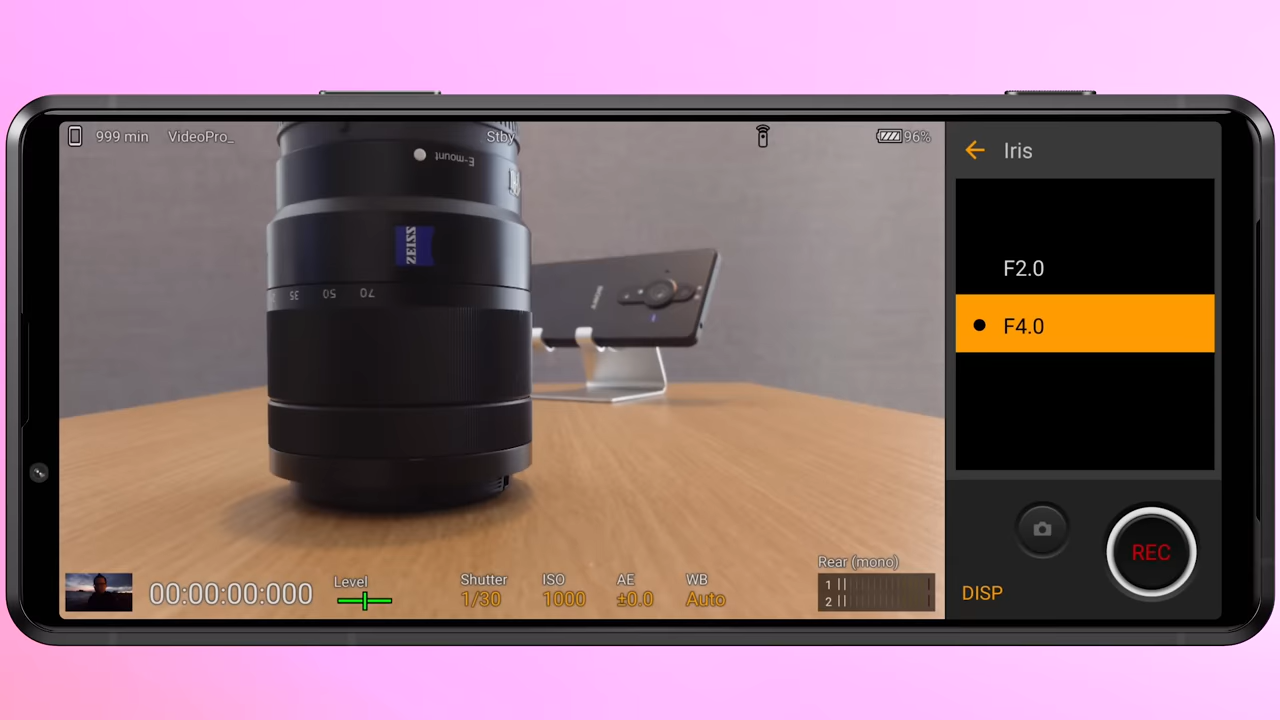 999 min VideoPro_ Stby 96%
Iris
E-mount
ZEISS
35 50 70
SONY
F2.0
F4.0
REC
DISP
00:00:00:000
Level
Shutter ISO AE WB
1/30 1000 ±0.0 Auto
Rear (mono)
1
2